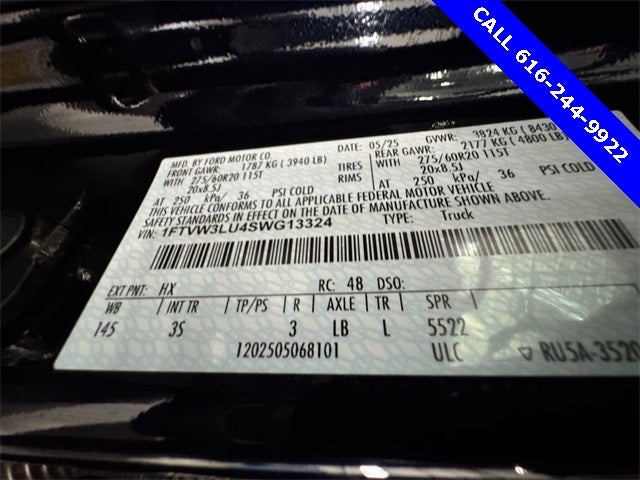 CALL 616-244-9922
MFD. BY FORD MOTOR CO. DATE: 05/25 GVWR: 3824 KG ( 8430
FRONT GAWR: 1787 KG ( 3940 LB) REAR GAWR: 2177 KG ( 4800 LB)
WITH 275/60R20 115T TIRES WITH 275/60R20 115T
20x8.5J RIMS 20x8.5J
AT 250 kPa/ 36 PSI COLD AT 250 kPa/ 36 PSI COLD
THIS VEHICLE CONFORMS TO ALL APPLICABLE FEDERAL MOTOR VEHICLE
SAFETY STANDARDS IN EFFECT ON THE DATE OF MANUFACTURE SHOWN ABOVE.
VIN: 1FTVW3LU4SWG13324 TYPE: Truck
EXT PNT: HX RC: 48 DSO:
WB INT TR TP/PS R AXLE TR SPR
145 3S 3 LB L 5522
1202505068101 ULC ▽ RU5A-3520